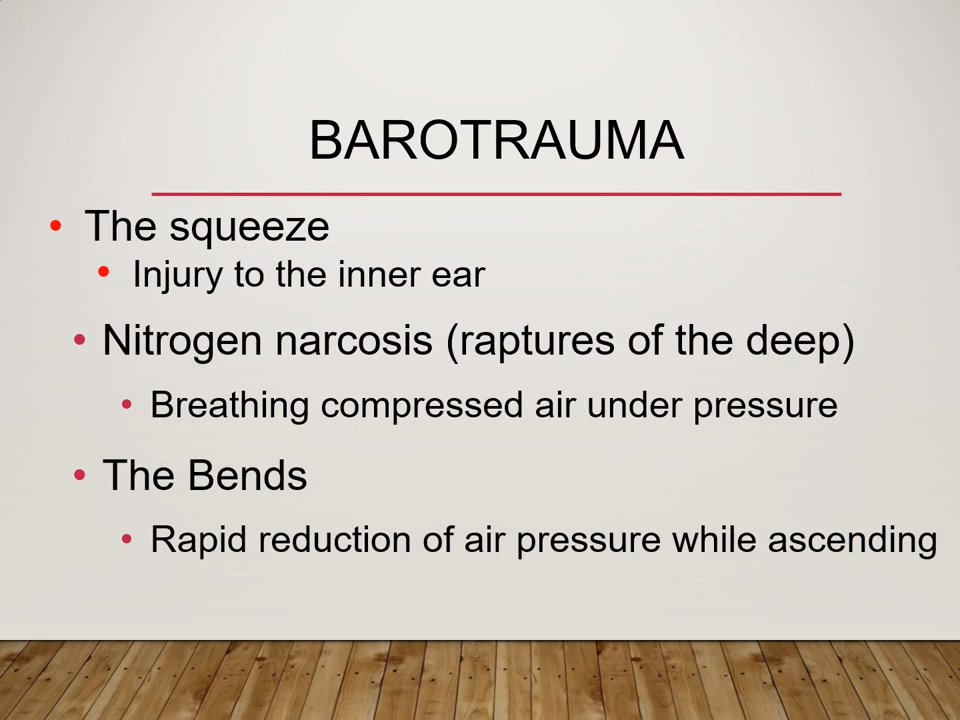 BAROTRAUMA
• The squeeze
• Injury to the inner ear
• Nitrogen narcosis (raptures of the deep)
• Breathing compressed air under pressure
• The Bends
• Rapid reduction of air pressure while ascending